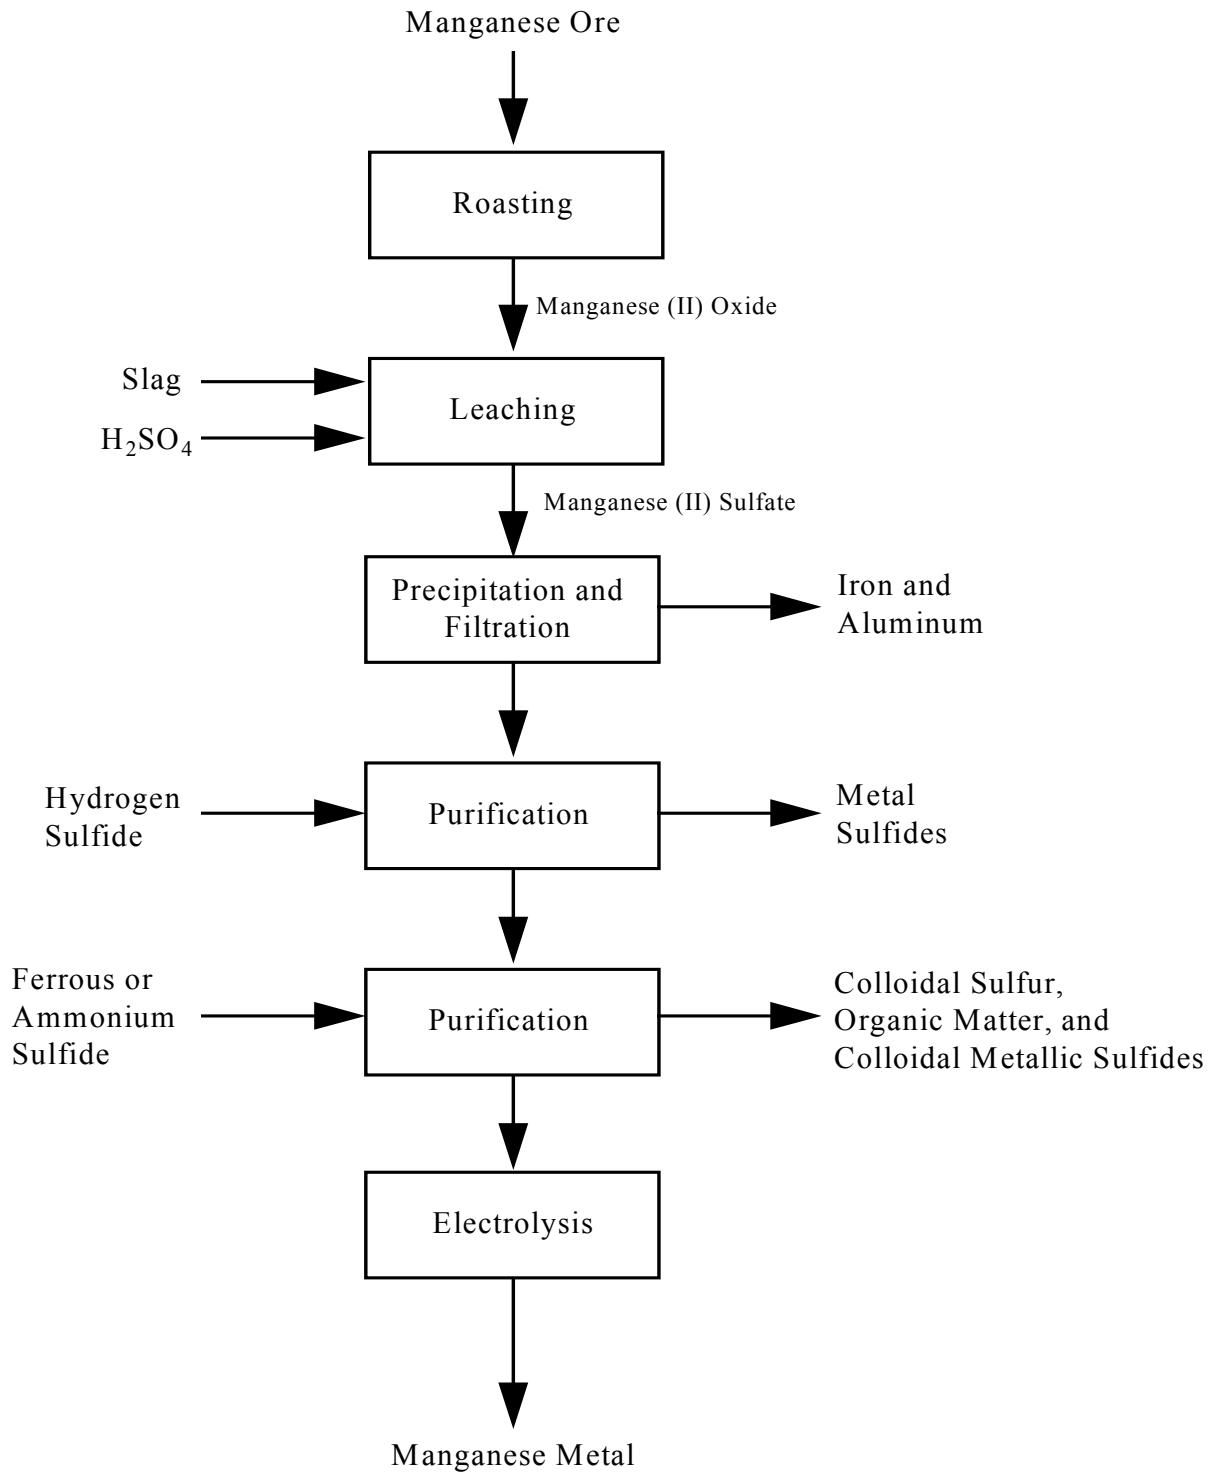 Manganese Ore
Roasting
Manganese (II) Oxide
Slag
Leaching
H₂SO₄
Manganese (II) Sulfate
Precipitation and
Filtration
Iron and
Aluminum
Hydrogen
Sulfide
Purification
Metal
Sulfides
Ferrous or
Ammonium
Sulfide
Purification
Colloidal Sulfur,
Organic Matter, and
Colloidal Metallic Sulfides
Electrolysis
Manganese Metal